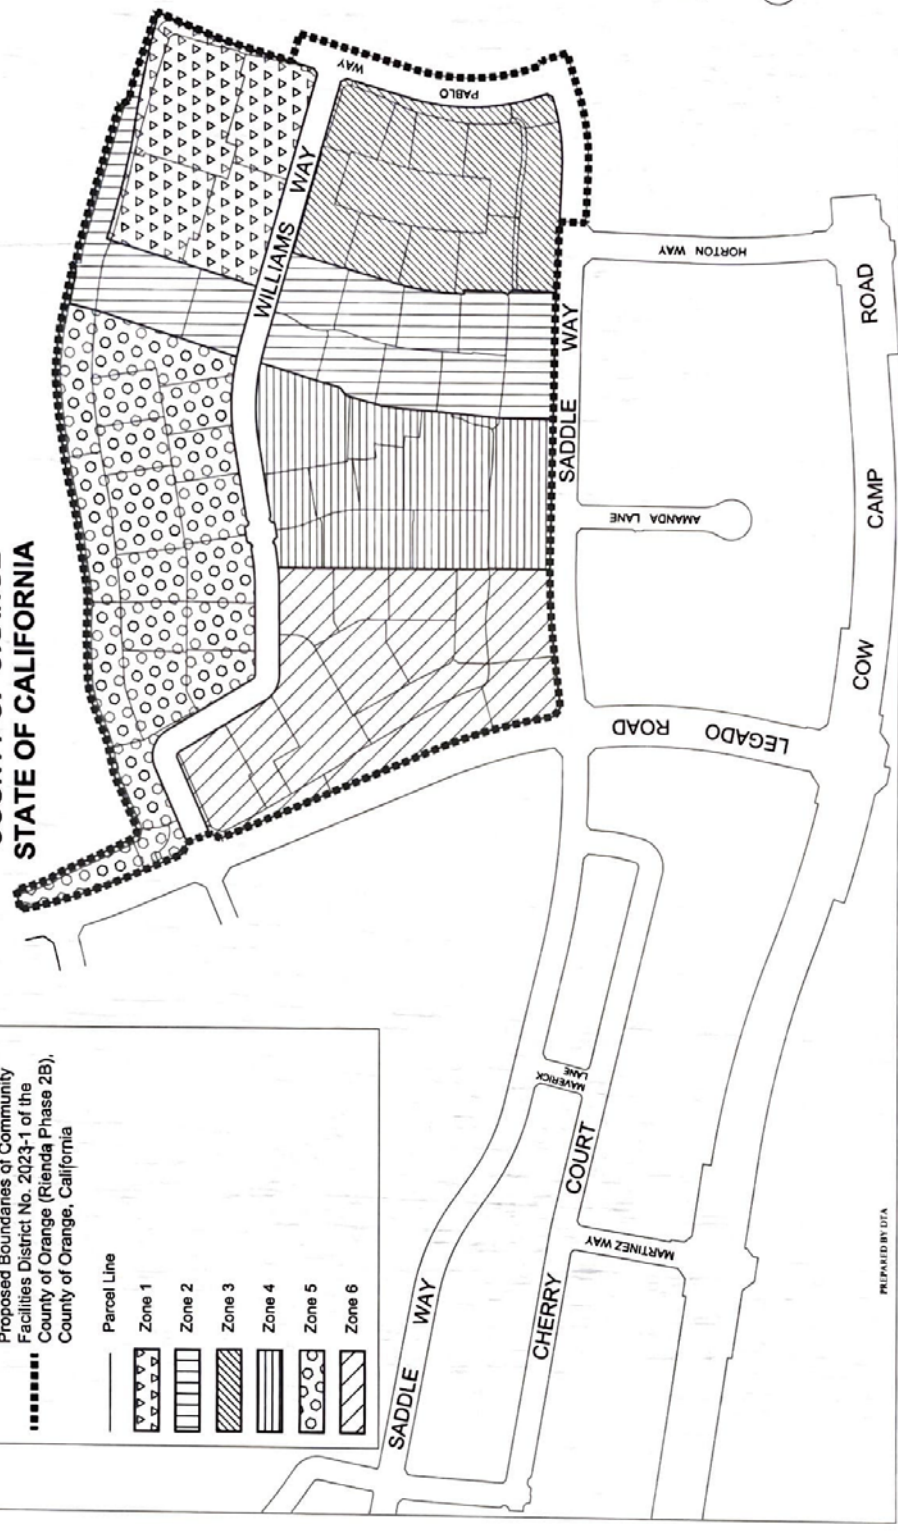 STATE OF CALIFORNIA
Proposed Boundaries of Community
Facilities District No. 2023-1 of the
County of Orange (Rienda Phase 2B),
County of Orange, California
Parcel Line
Zone 1
Zone 2
Zone 3
Zone 4
Zone 5
Zone 6
WILLIAMS WAY
PABLO WAY
SADDLE WAY
HORTON WAY
AMANDA LANE
LEGADO ROAD
COW CAMP ROAD
SADDLE WAY
CHERRY COURT
MAVERICK
LANE
MARTINEZ WAY
PREPARED BY DTA